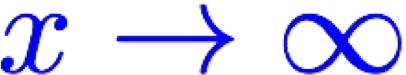 x → ∞